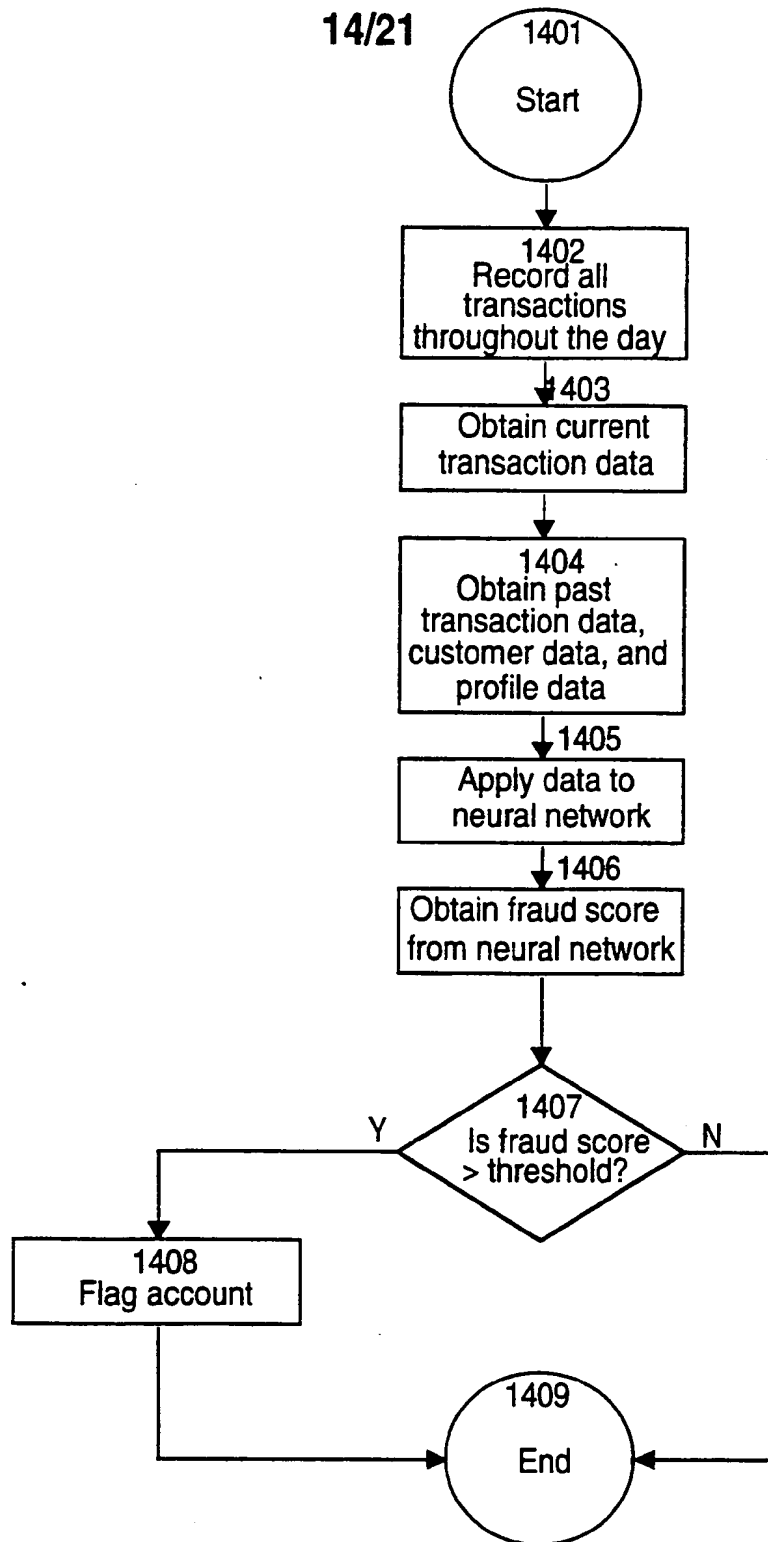 14/21
1401
Start
1402
Record all
transactions
throughout the day
1403
Obtain current
transaction data
1404
Obtain past
transaction data,
customer data, and
profile data
1405
Apply data to
neural network
1406
Obtain fraud score
from neural network
1407
Is fraud score
> threshold?
Y
N
1408
Flag account
1409
End